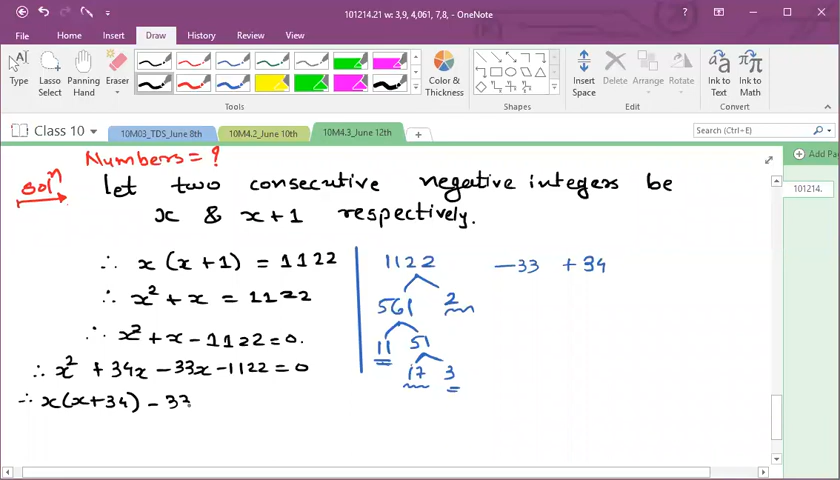 101214.21 w: 3,9, 4,061, 7,8, - OneNote
File Home Insert Draw History Review View
Type Lasso Select Panning Hand Eraser Color & Thickness Insert Space Delete Arrange Rotate Ink to Text Ink to Math
Tools Shapes Edit Convert
Class 10 10M03_TDS_June 8th 10M4.2_June 10th 10M4.3_June 12th Search (Ctrl+E)
Numbers = ?
Add Pa
101214.
Solⁿ Let two consecutive negative integers be
x & x+1 respectively.
∴ x (x+1) = 1122
∴ x² + x = 1122
∴ x² + x - 1122 = 0.
∴ x² + 34x - 33x - 1122 = 0
∴ x(x+34) - 33
1122 -33 +34
561 2
11 51
17 3